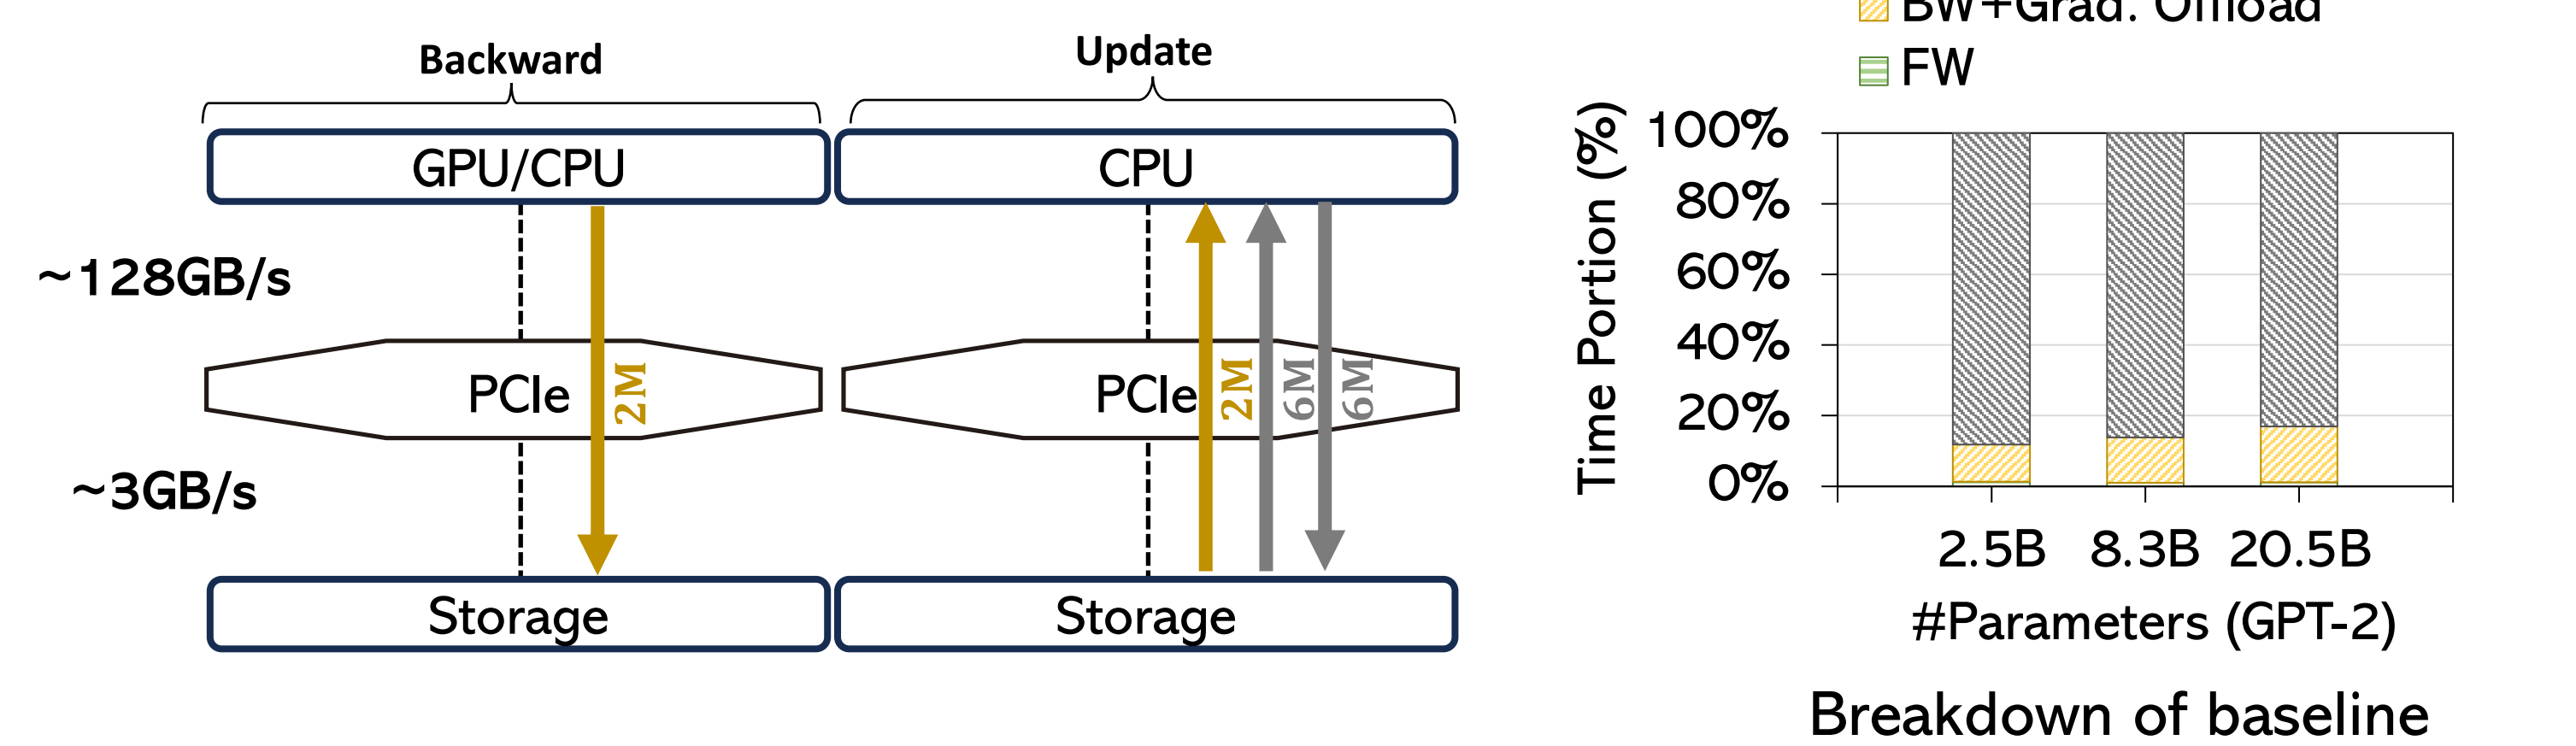 Backward
Update
GPU/CPU
CPU
~128GB/s
PCIe
2M
PCIe
2M
6M
6M
~3GB/s
Storage
Storage
BW+Grad. Offload
FW
Time Portion (%)
100%
80%
60%
40%
20%
0%
2.5B 8.3B 20.5B
#Parameters (GPT-2)
Breakdown of baseline